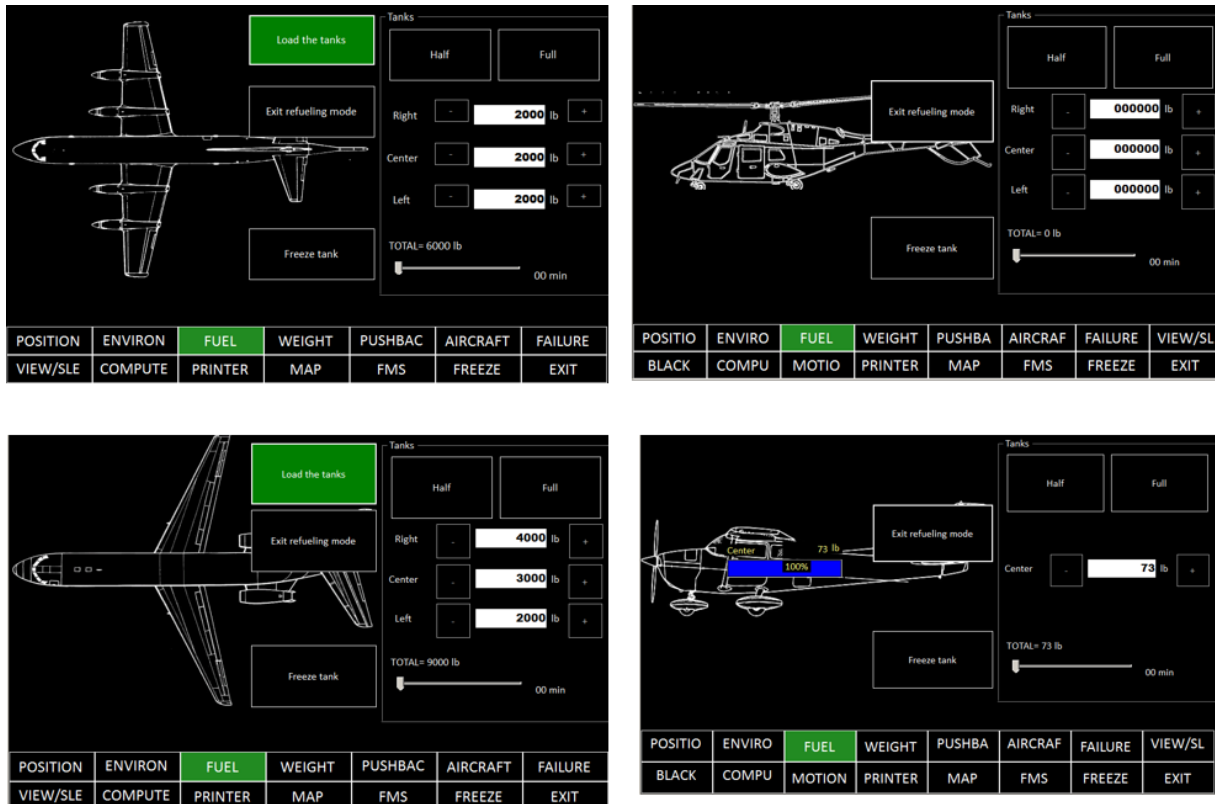 Tanks
Load the tanks
Half Full
Exit refueling mode
Right - 2000 lb +
Center - 2000 lb +
Left - 2000 lb +
Freeze tank
TOTAL= 6000 lb
00 min
POSITION ENVIRON FUEL WEIGHT PUSHBAC AIRCRAFT FAILURE
VIEW/SLE COMPUTE PRINTER MAP FMS FREEZE EXIT
Tanks
Half Full
Exit refueling mode
Right - 000000 lb +
Center - 000000 lb +
Left - 000000 lb +
Freeze tank
TOTAL= 0 lb
00 min
POSITIO ENVIRO FUEL WEIGHT PUSHBA AIRCRAF FAILURE VIEW/SL
BLACK COMPU MOTIO PRINTER MAP FMS FREEZE EXIT
Tanks
Load the tanks
Half Full
Exit refueling mode
Right - 4000 lb +
Center - 3000 lb +
Left - 2000 lb +
Freeze tank
TOTAL= 9000 lb
00 min
POSITION ENVIRON FUEL WEIGHT PUSHBAC AIRCRAFT FAILURE
VIEW/SLE COMPUTE PRINTER MAP FMS FREEZE EXIT
Tanks
Half Full
Exit refueling mode
Center 73 lb
100%
Center - 73 lb +
Freeze tank
TOTAL= 73 lb
00 min
POSITIO ENVIRO FUEL WEIGHT PUSHBA AIRCRAF FAILURE VIEW/SL
BLACK COMPU MOTION PRINTER MAP FMS FREEZE EXIT